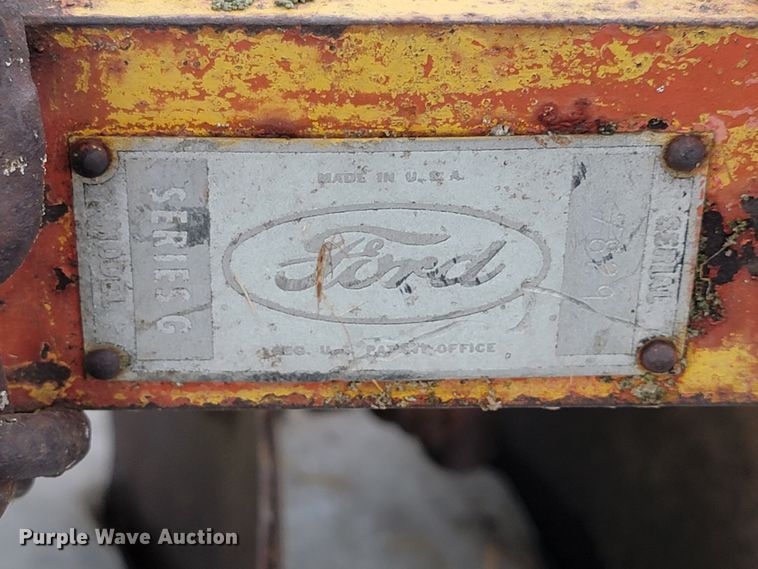 MODEL
SERIES G
MADE IN U.S.A.
Ford
REG. U.S. PATENT OFFICE
SERIAL
Purple Wave Auction